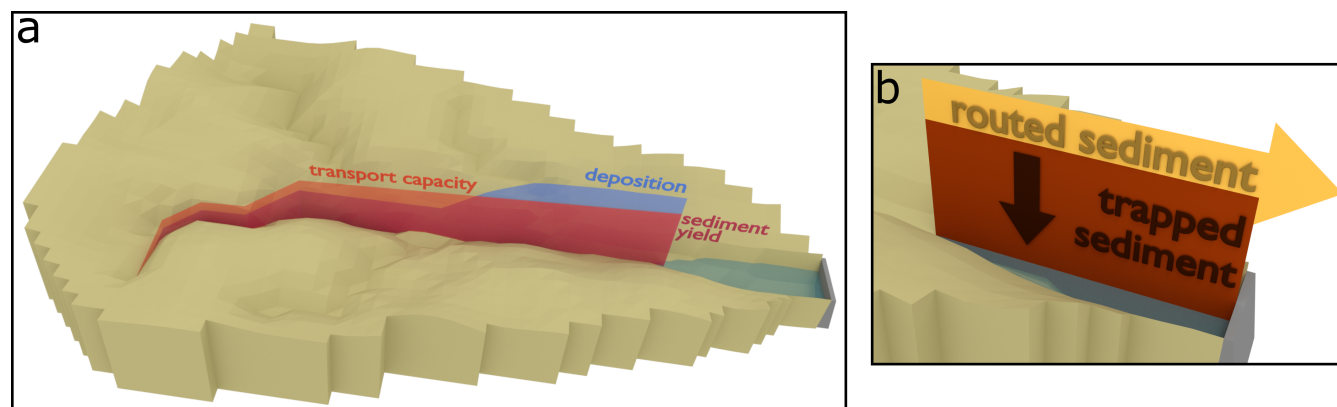 a
transport capacity
deposition
sediment
yield
b
routed sediment
trapped
sediment